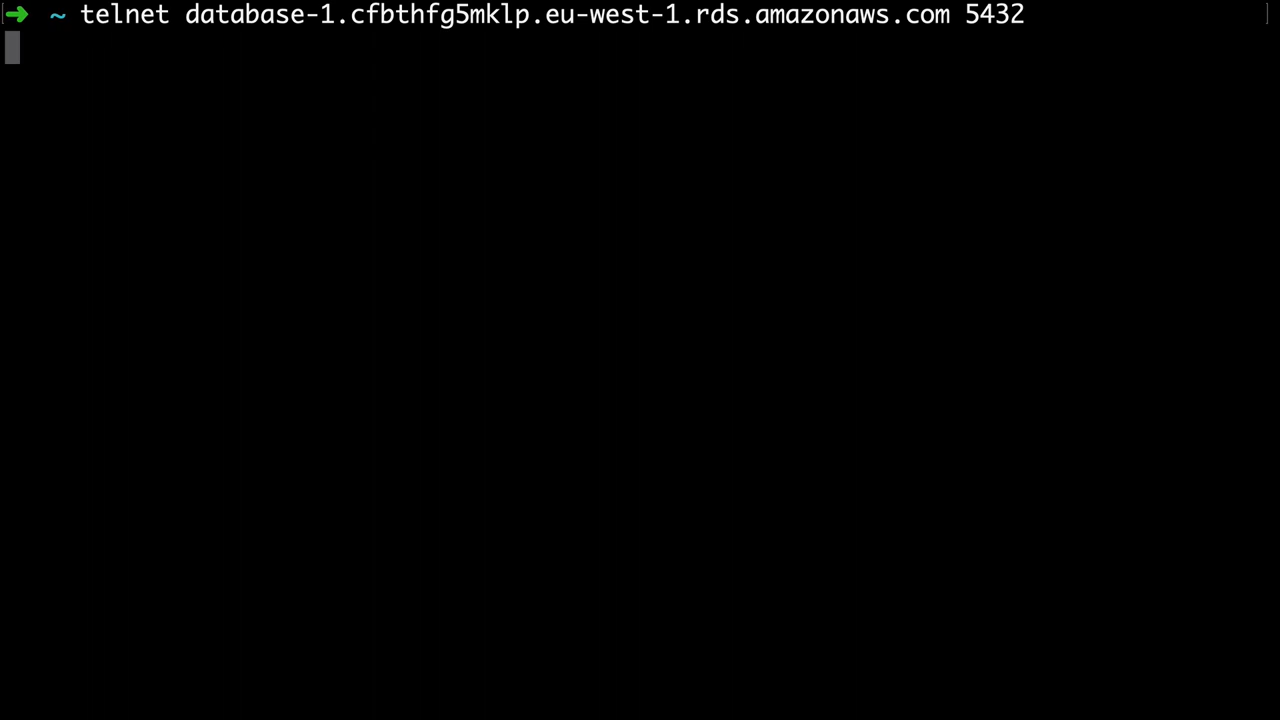 ➜ ~ telnet database-1.cfbthfg5mklp.eu-west-1.rds.amazonaws.com 5432